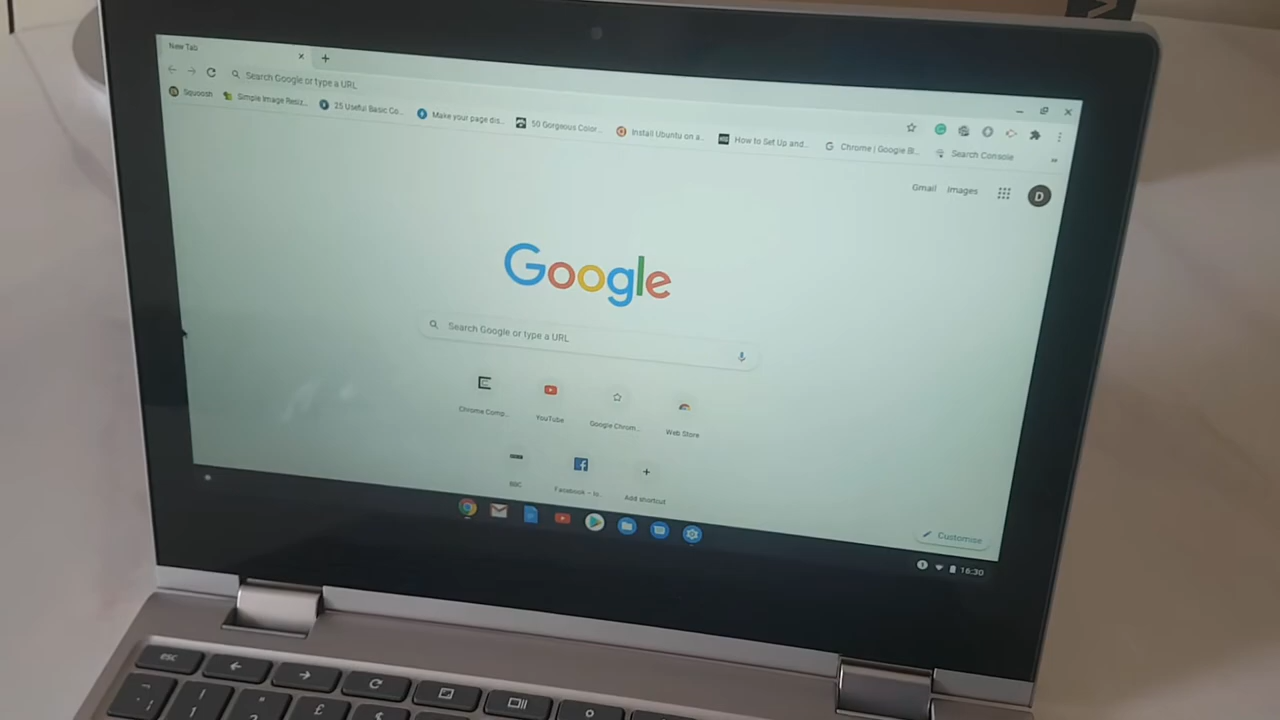 New Tab
Search Google or type a URL
Squoosh
Simple Image Resiz...
25 Useful Basic Co...
Make your page dis...
50 Gorgeous Color...
Install Ubuntu on a...
How to Set Up and...
Chrome | Google Bl...
Search Console
Gmail
Images
D
Google
Search Google or type a URL
Chrome Comp...
YouTube
Google Chrom...
Web Store
BBC
Facebook – lo...
Add shortcut
Customise
16:30
esc
£
$